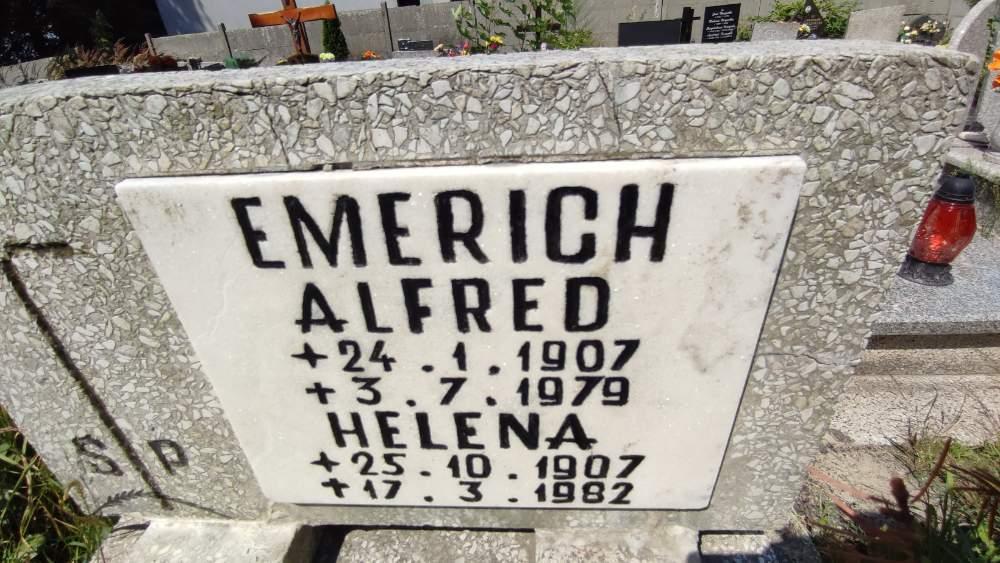 EMERICH
ALFRED
+ 24 . 1 . 1907
+ 3 . 7 . 1979
HELENA
+ 25 . 10 . 1907
+ 17 . 3 . 1982
S P